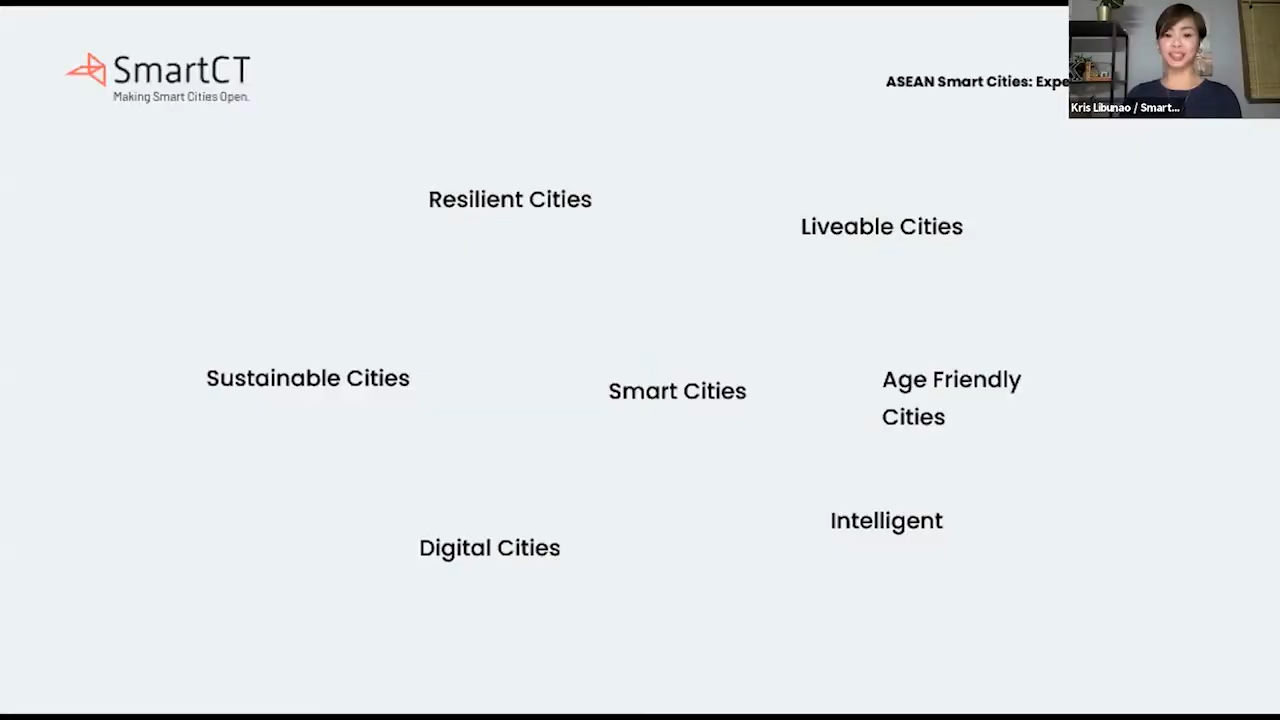 SmartCT
Making Smart Cities Open.
ASEAN Smart Cities:
Kris Libunao / Smart...
Resilient Cities
Liveable Cities
Sustainable Cities
Smart Cities
Age Friendly
Cities
Intelligent
Digital Cities